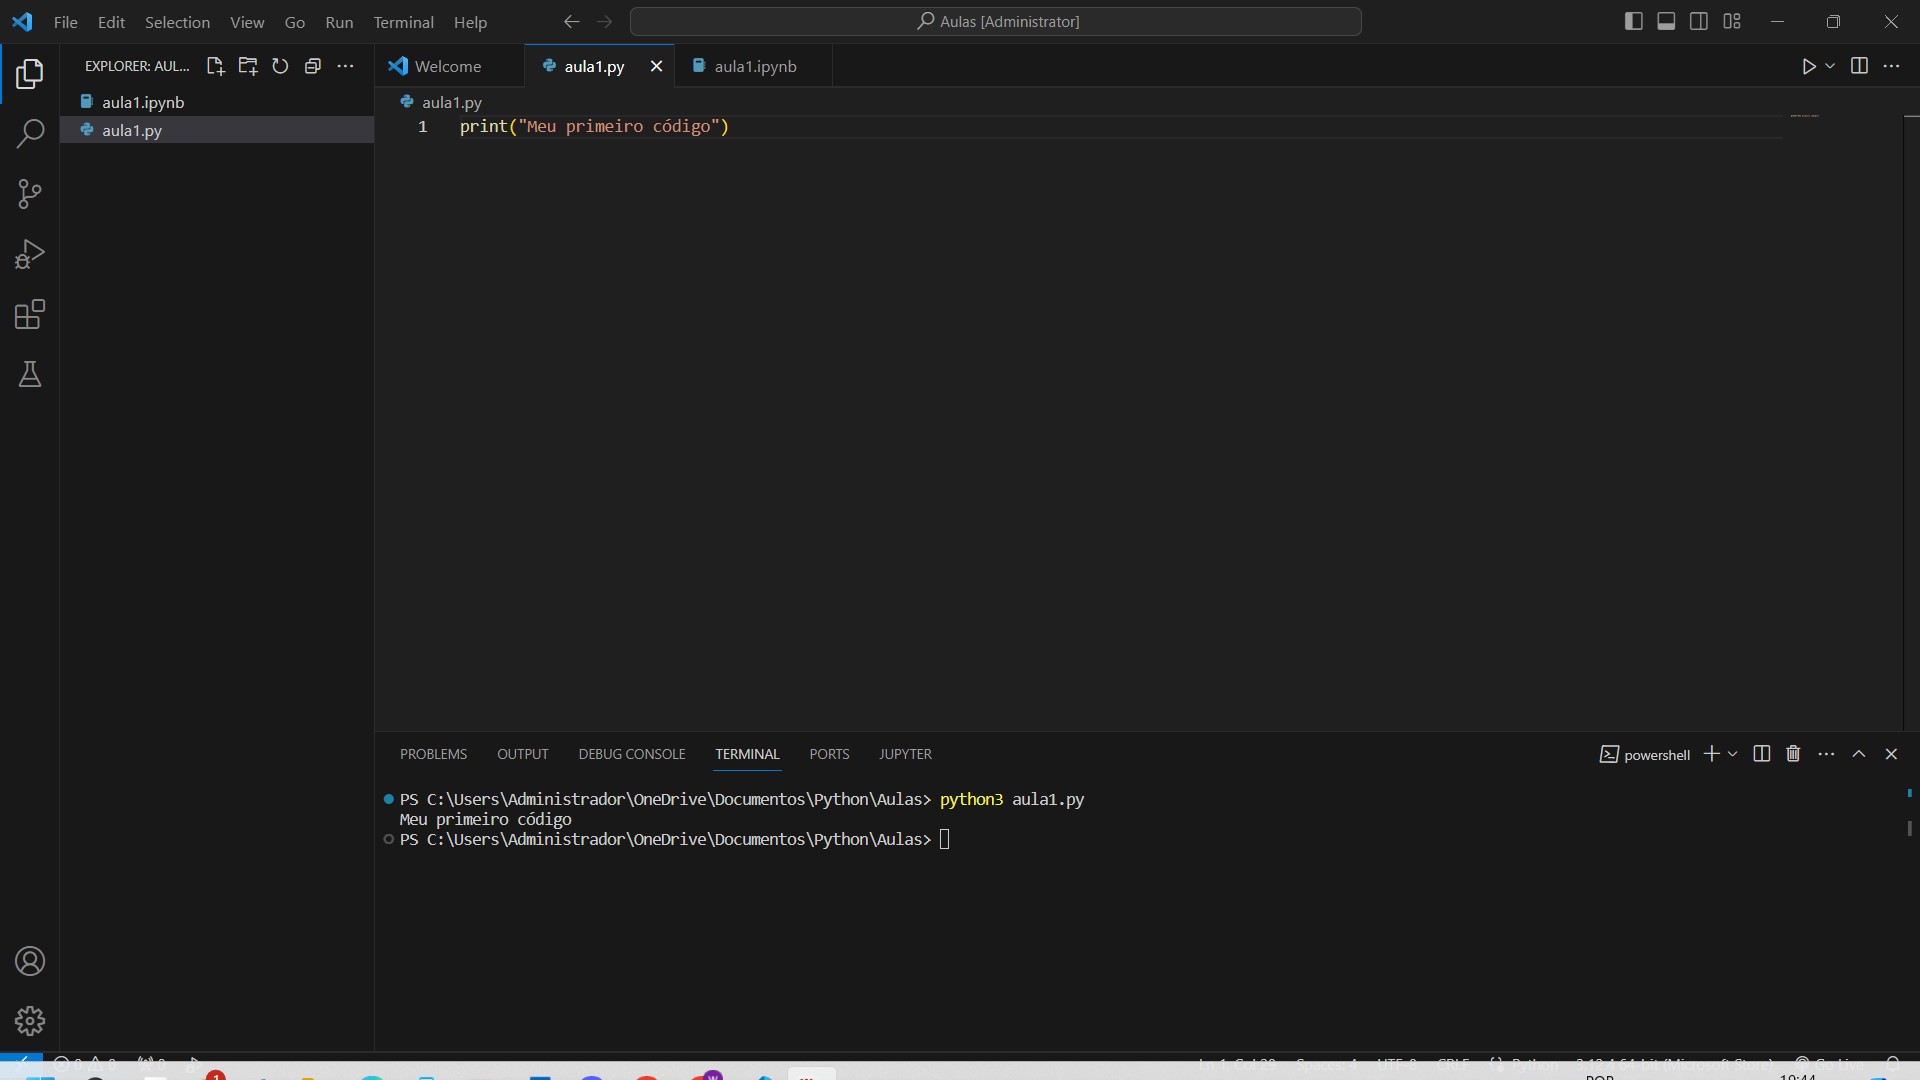 File Edit Selection View Go Run Terminal Help
Aulas [Administrator]
EXPLORER: AUL...
Welcome
aula1.py
aula1.ipynb
aula1.ipynb
aula1.py
aula1.py
1 print("Meu primeiro código")
PROBLEMS OUTPUT DEBUG CONSOLE TERMINAL PORTS JUPYTER
powershell
PS C:\Users\Administrador\OneDrive\Documentos\Python\Aulas> python3 aula1.py
Meu primeiro código
PS C:\Users\Administrador\OneDrive\Documentos\Python\Aulas>